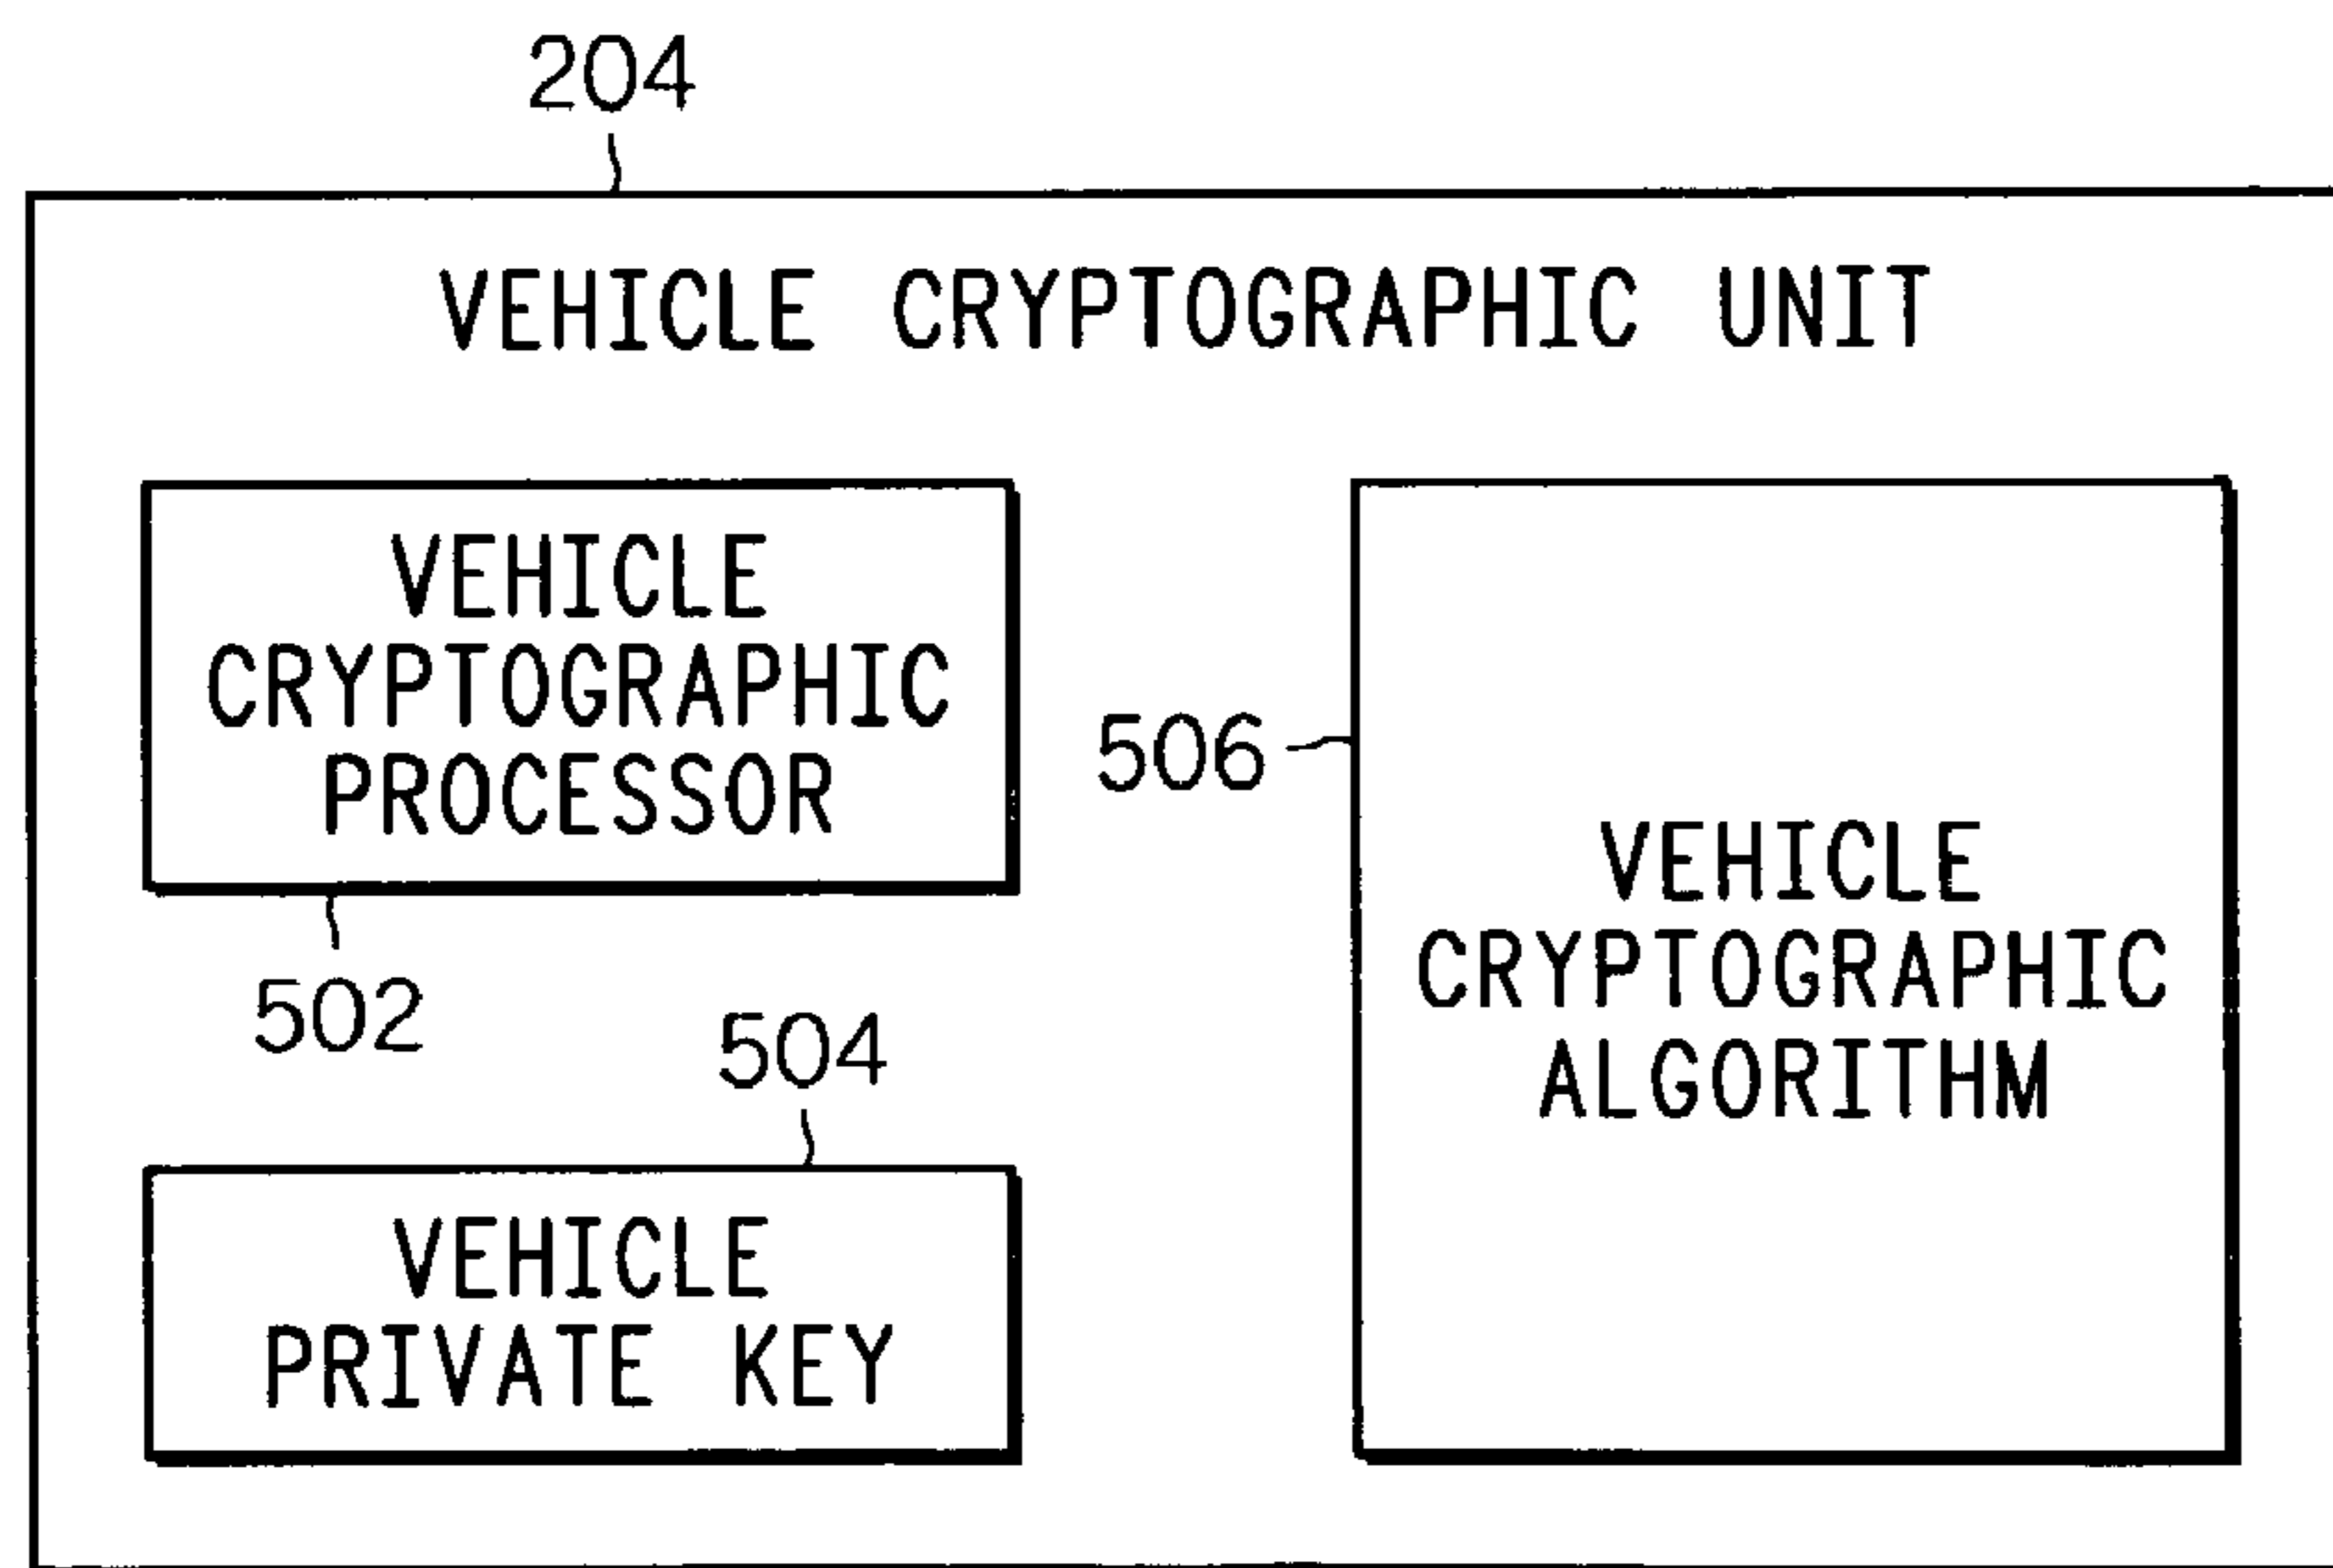 204
VEHICLE CRYPTOGRAPHIC UNIT
VEHICLE
CRYPTOGRAPHIC
PROCESSOR
502
504
VEHICLE
PRIVATE KEY
506
VEHICLE
CRYPTOGRAPHIC
ALGORITHM